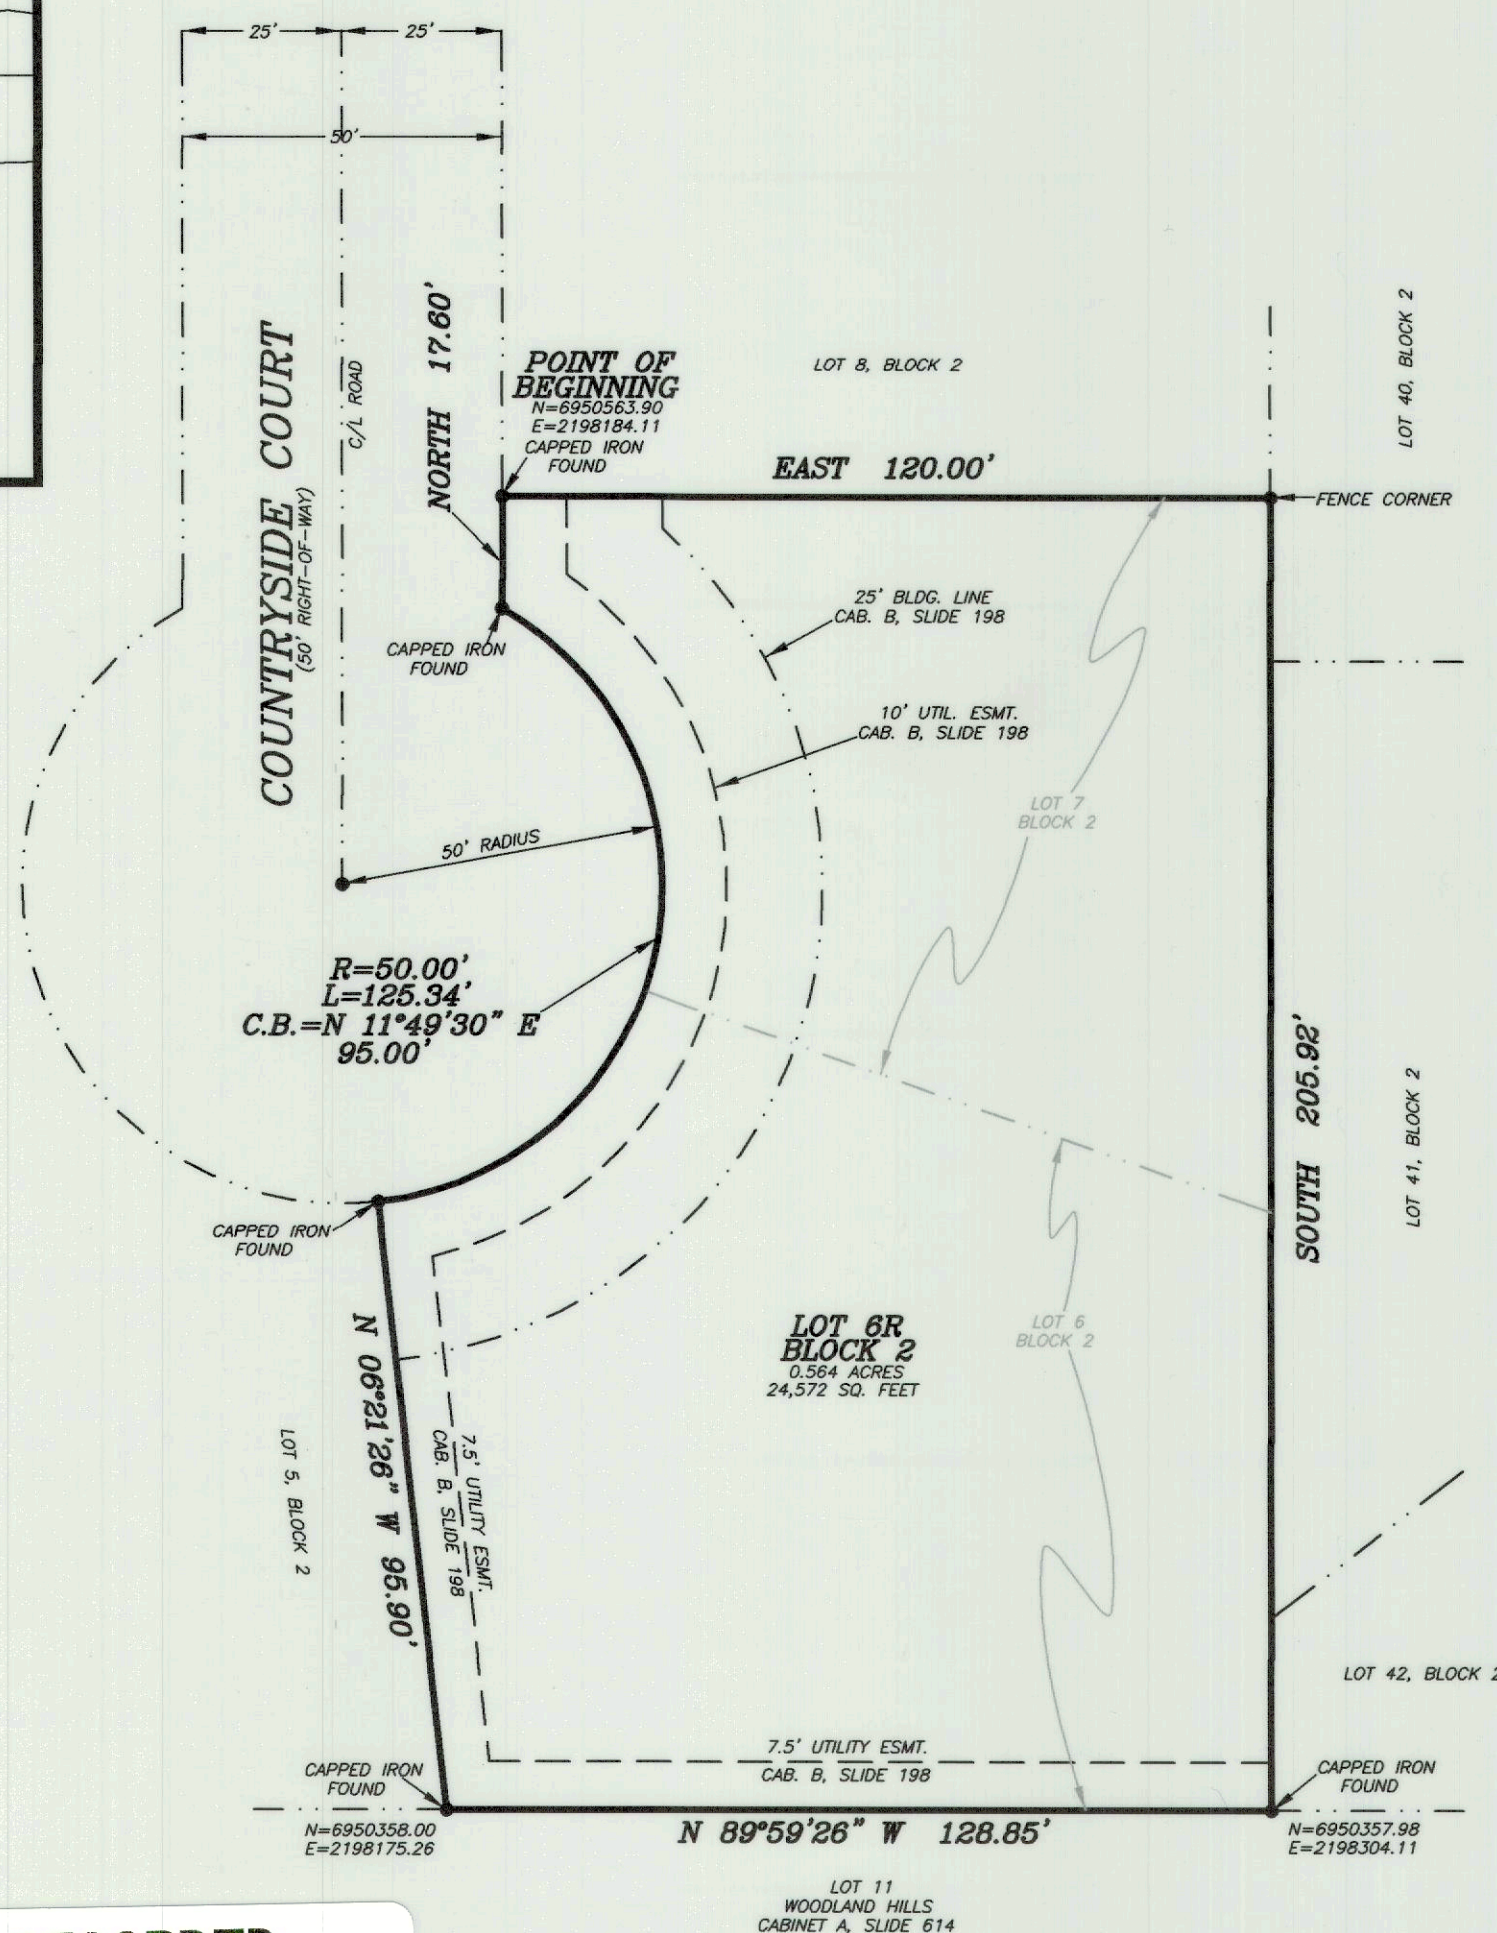 25'
25'
50'
COUNTRYSIDE COURT
(50' RIGHT-OF-WAY)
C/L ROAD
NORTH 17.60'
POINT OF
BEGINNING
N=6950563.90
E=2198184.11
CAPPED IRON
FOUND
LOT 8, BLOCK 2
LOT 40, BLOCK 2
EAST 120.00'
FENCE CORNER
CAPPED IRON
FOUND
25' BLDG. LINE
CAB. B, SLIDE 198
10' UTIL. ESMT.
CAB. B, SLIDE 198
LOT 7
BLOCK 2
50' RADIUS
R=50.00'
L=125.34'
C.B.=N 11°49'30" E
95.00'
SOUTH 205.92'
LOT 41, BLOCK 2
CAPPED IRON
FOUND
N 06°21'26" W 95.90'
LOT 6R
BLOCK 2
0.564 ACRES
24,572 SQ. FEET
LOT 6
BLOCK 2
LOT 5, BLOCK 2
7.5' UTILITY ESMT.
CAB. B, SLIDE 198
LOT 42, BLOCK 2
7.5' UTILITY ESMT.
CAB. B, SLIDE 198
CAPPED IRON
FOUND
CAPPED IRON
FOUND
N=6950358.00
E=2198175.26
N 89°59'26" W 128.85'
N=6950357.98
E=2198304.11
LOT 11
WOODLAND HILLS
CABINET A, SLIDE 614